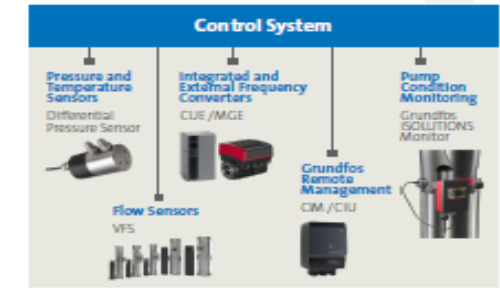 Control System
Pressure and
Temperature
Sensors
Differential
Pressure Sensor
Integrated and
External Frequency
Converters
CUE/MGE
Pump
Condition
Monitoring
Grundfos
ISOLUTIONS
Monitor
Flow Sensors
VFS
Grundfos
Remote
Management
CIM/CIU